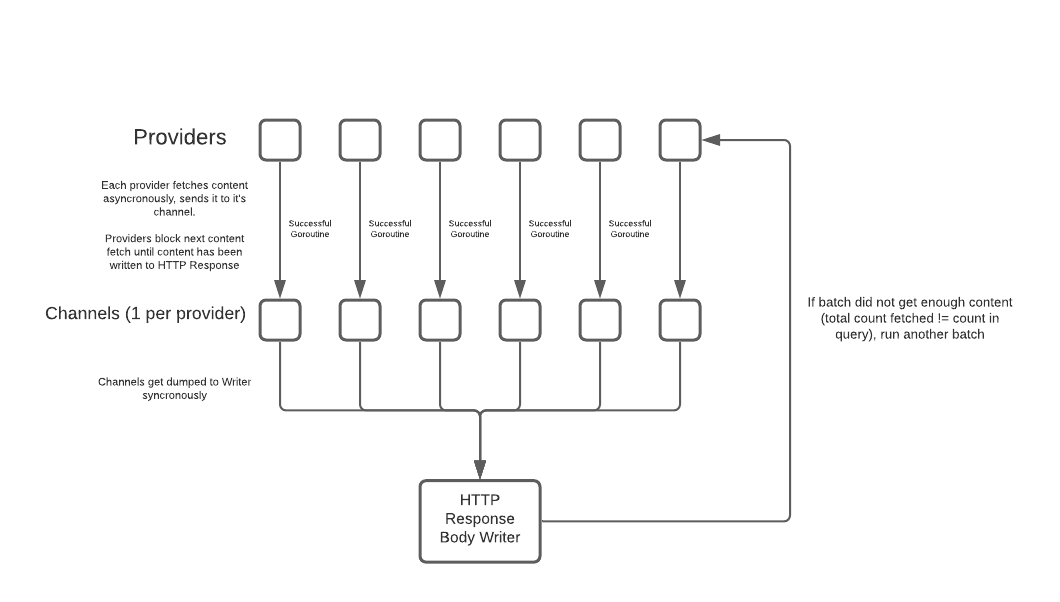 Providers
Each provider fetches content
asyncronously, sends it to it's
channel.
Providers block next content
fetch until content has been
written to HTTP Response
Successful
Goroutine
Successful
Goroutine
Successful
Goroutine
Successful
Goroutine
Successful
Goroutine
Channels (1 per provider)
If batch did not get enough content
(total count fetched != count in
query), run another batch
Channels get dumped to Writer
syncronously
HTTP
Response
Body Writer